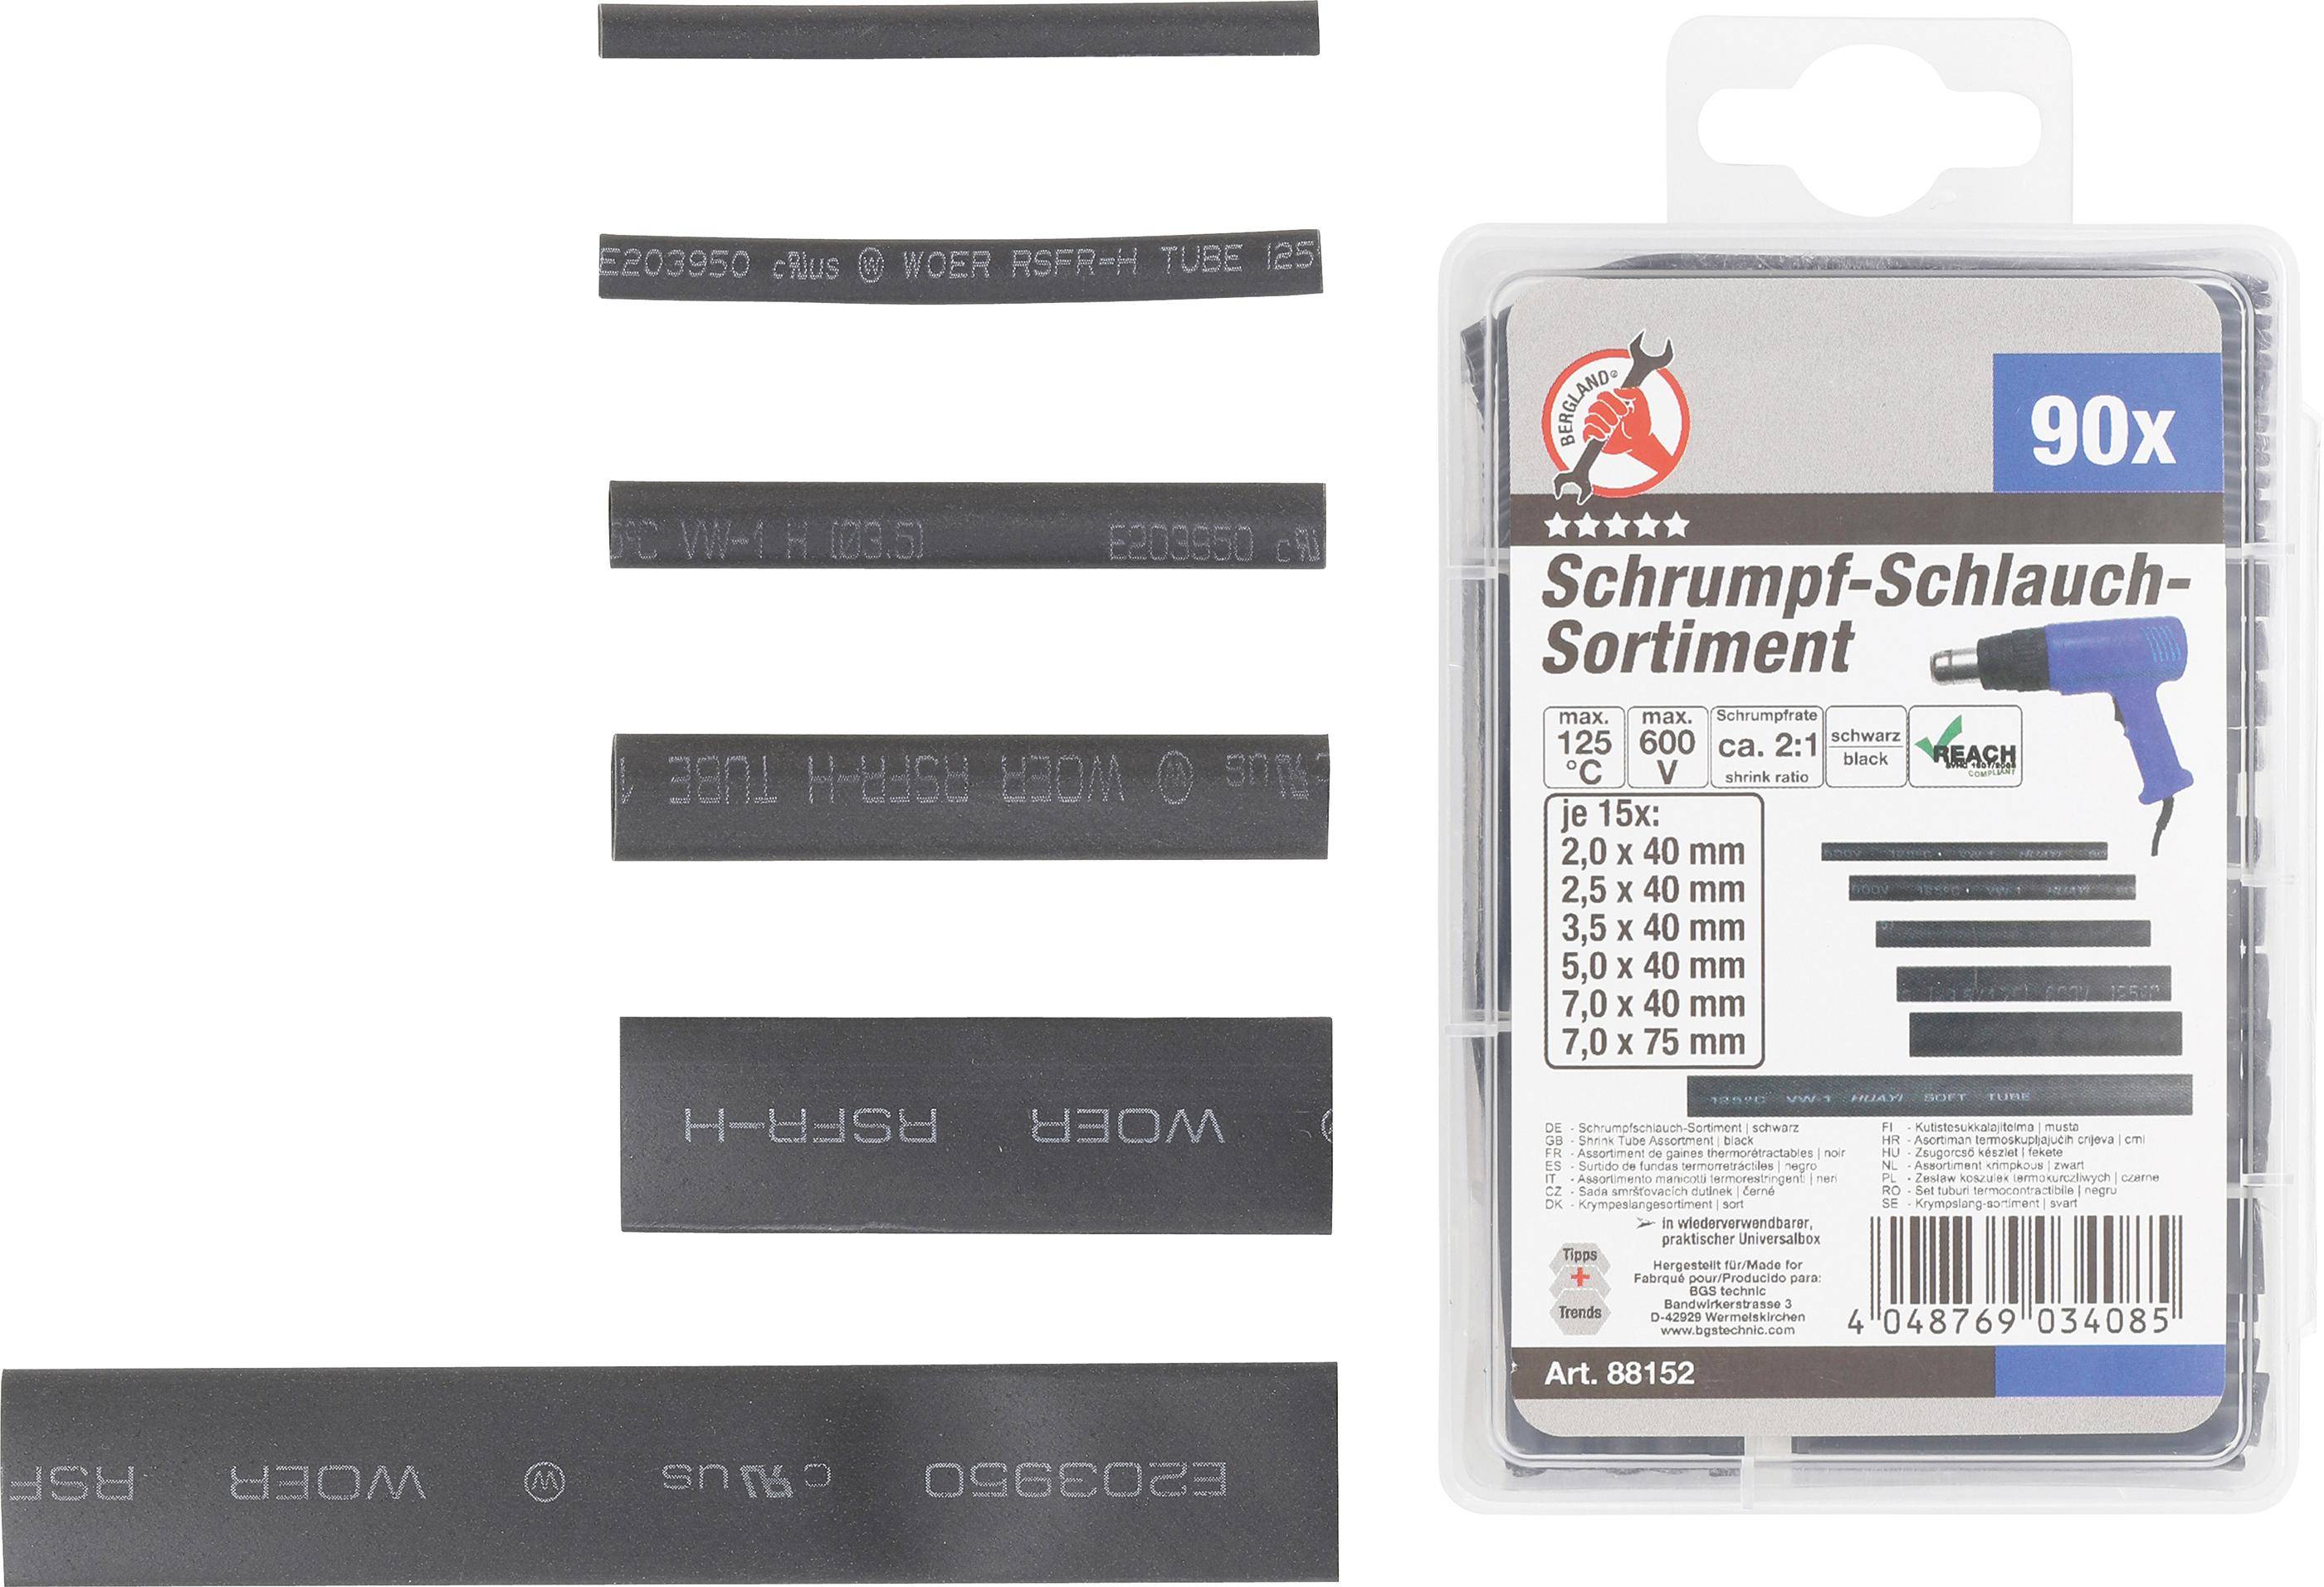 E203950 cRUus W WOER RSFR-H TUBE 125
5°C VW-1 H (Ø3.5) E203950 cRU
cRUus W WOER RSFR-H TUBE 1
WOER RSFR-H
E203950 cRUus W WOER RSF
BERGLAND®
90x
Schrumpf-Schlauch-
Sortiment
max.
125
°C
max.
600
V
Schrumpfrate
ca. 2:1
shrink ratio
schwarz
black
REACH
COMPLIANT
je 15x:
2,0 x 40 mm
2,5 x 40 mm
3,5 x 40 mm
5,0 x 40 mm
7,0 x 40 mm
7,0 x 75 mm
125°C VW-1 HUAYI SOFT TUBE
DE - Schrumpfschlauch-Sortiment | schwarz
GB - Shrink Tube Assortment | black
FR - Assortiment de gaines thermorétractables | noir
ES - Surtido de fundas termorretráctiles | negro
IT - Assortimento manicotti termorestringenti | neri
CZ - Sada smršťovacích dutinek | černé
DK - Krympeslangesortiment | sort
FI - Kutistesukkalajitelma | musta
HR - Asortiman termoskupljajućih crijeva | crni
HU - Zsugorcső készlet | fekete
NL - Assortiment krimpkous | zwart
PL - Zestaw koszulek termokurczliwych | czarne
RO - Set tuburi termocontractibile | negru
SE - Krympslang-sortiment | svart
in wiederverwendbarer,
praktischer Universalbox
Tipps
+
Trends
Hergestellt für/Made for
Fabriqué pour/Producido para:
BGS technic
Bandwirkerstrasse 3
D-42929 Wermelskirchen
www.bgstechnic.com
4 048769 034085
Art. 88152